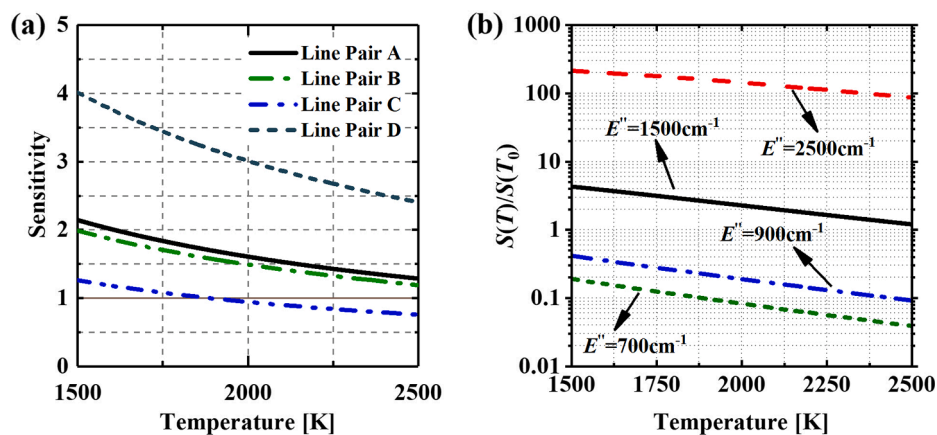 (a)
5
4
3
2
1
0
Sensitivity
Line Pair A
Line Pair B
Line Pair C
Line Pair D
1500
2000
2500
Temperature [K]
(b)
1000
100
10
1
0.1
0.01
S(T)/S(T₀)
E''=2500cm⁻¹
E''=1500cm⁻¹
E''=900cm⁻¹
E''=700cm⁻¹
1500
1750
2000
2250
2500
Temperature [K]